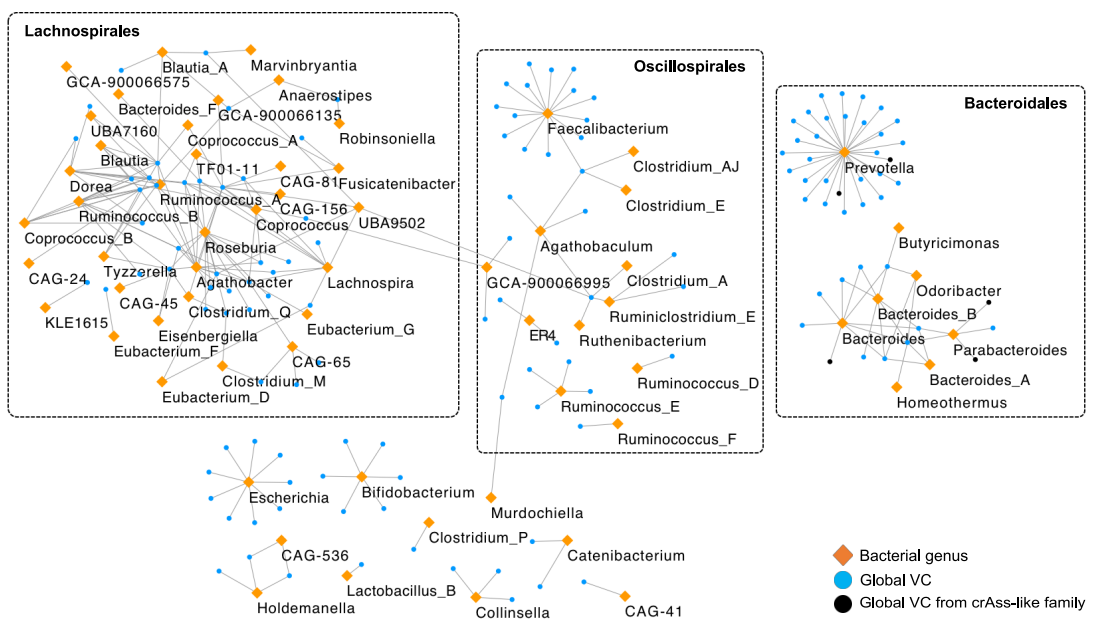 Lachnospirales
Blautia_A
Marvinbryantia
GCA-900066575
Anaerostipes
Bacteroides_F
GCA-900066135
UBA7160
Coprococcus_A
Robinsoniella
Blautia
TF01-11
Dorea
CAG-81
Fusicatenibacter
Ruminococcus_A
CAG-156
Ruminococcus_B
Coprococcus
UBA9502
Coprococcus_B
Roseburia
CAG-24
Tyzzerella
Agathobacter
Lachnospira
CAG-45
Clostridium_Q
KLE1615
Eisenbergiella
Eubacterium_G
Eubacterium_F
CAG-65
Clostridium_M
Eubacterium_D
Oscillospirales
Faecalibacterium
Clostridium_AJ
Clostridium_E
Agathobaculum
GCA-900066995
Clostridium_A
Ruminiclostridium_E
ER4
Ruthenibacterium
Ruminococcus_D
Ruminococcus_E
Ruminococcus_F
Bacteroidales
Prevotella
Butyricimonas
Odoribacter
Bacteroides_B
Bacteroides
Parabacteroides
Bacteroides_A
Homeothermus
Escherichia
Bifidobacterium
Murdochiella
Clostridium_P
CAG-536
Catenibacterium
Lactobacillus_B
Holdemanella
Collinsella
CAG-41
Bacterial genus
Global VC
Global VC from crAss-like family